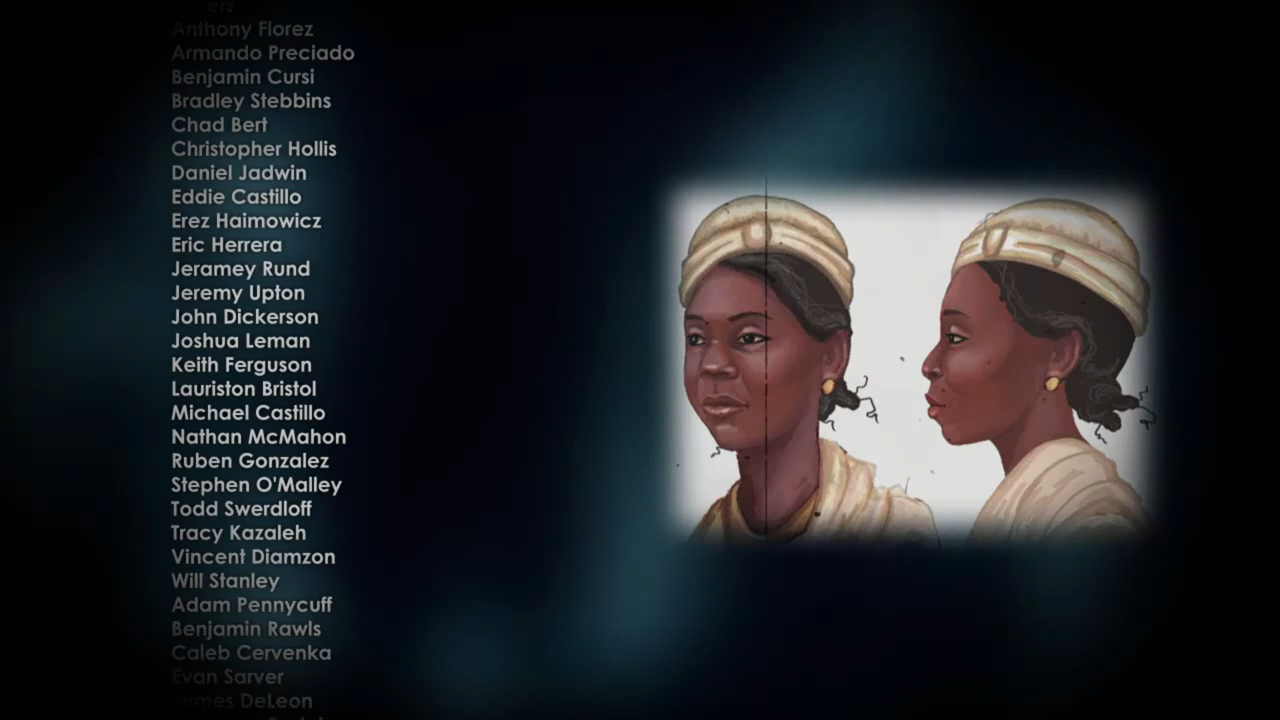 Anthony Florez
Armando Preciado
Benjamin Cursi
Bradley Stebbins
Chad Bert
Christopher Hollis
Daniel Jadwin
Eddie Castillo
Erez Haimowicz
Eric Herrera
Jeramey Rund
Jeremy Upton
John Dickerson
Joshua Leman
Keith Ferguson
Lauriston Bristol
Michael Castillo
Nathan McMahon
Ruben Gonzalez
Stephen O'Malley
Todd Swerdloff
Tracy Kazaleh
Vincent Diamzon
Will Stanley
Adam Pennycuff
Benjamin Rawls
Caleb Cervenka
Evan Sarver
James DeLeon